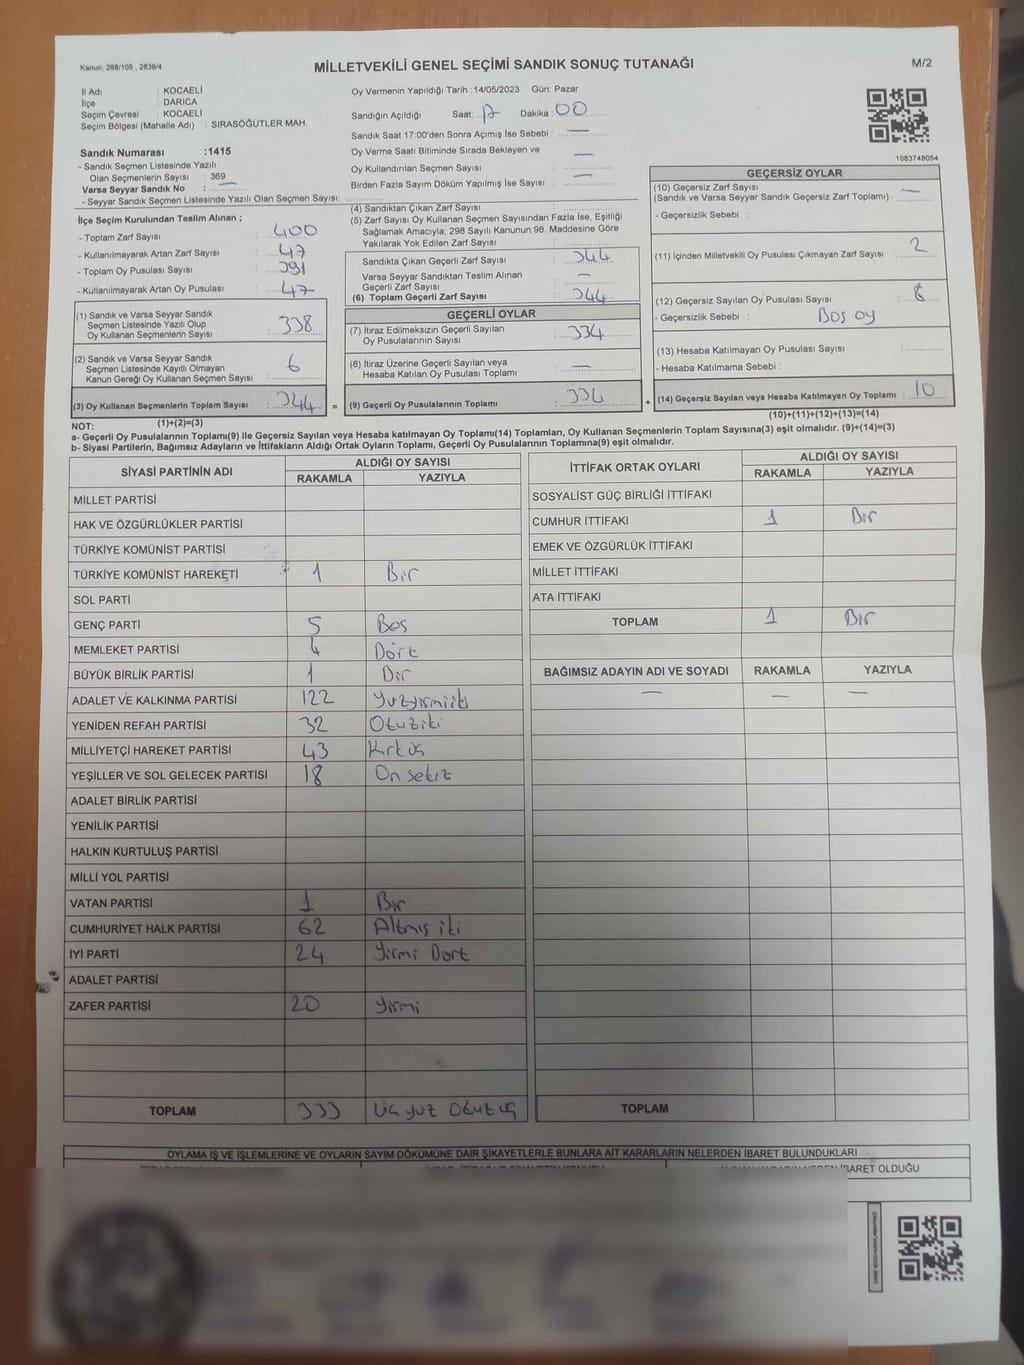 Kanun: 298/105 , 2839/4
MİLLETVEKİLİ GENEL SEÇİMİ SANDIK SONUÇ TUTANAĞI
M/2
İl Adı : KOCAELİ
İlçe : DARICA
Seçim Çevresi : KOCAELİ
Seçim Bölgesi (Mahalle Adı) : SIRASÖĞÜTLER MAH.
Sandık Numarası :1415
- Sandık Seçmen Listesinde Yazılı
Olan Seçmenlerin Sayısı : 369
Varsa Seyyar Sandık No : —
- Seyyar Sandık Seçmen Listesinde Yazılı Olan Seçmen Sayısı:
Oy Vermenin Yapıldığı Tarih :14/05/2023 Gün: Pazar
Sandığın Açıldığı Saat: 17 Dakika : 00
Sandık Saat 17:00'den Sonra Açımış İse Sebebi : —
Oy Verme Saati Bitiminde Sırada Bekleyen ve
Oy Kullandırılan Seçmen Sayısı : —
Birden Fazla Sayım Döküm Yapılmış İse Sayısı : —
1083748054
İlçe Seçim Kurulundan Teslim Alınan ;
- Toplam Zarf Sayısı : 400
- Kullanılmayarak Artan Zarf Sayısı : 47
- Toplam Oy Pusulası Sayısı : 391
- Kullanılmayarak Artan Oy Pusulası : 47
(1) Sandık ve Varsa Seyyar Sandık
Seçmen Listesinde Yazılı Olup
Oy Kullanan Seçmenlerin Sayısı : 338
(2) Sandık ve Varsa Seyyar Sandık
Seçmen Listesinde Kayıtlı Olmayan
Kanun Gereği Oy Kullanan Seçmen Sayısı : 6
(3) Oy Kullanan Seçmenlerin Toplam Sayısı : 344
(1)+(2)=(3)
(4) Sandıktan Çıkan Zarf Sayısı :
(5) Zarf Sayısı Oy Kullanan Seçmen Sayısından Fazla İse, Eşitliği
Sağlamak Amacıyla; 298 Sayılı Kanunun 98. Maddesine Göre
Yakılarak Yok Edilen Zarf Sayısı :
Sandıkta Çıkan Geçerli Zarf Sayısı : 344
Varsa Seyyar Sandıktan Teslim Alınan
Geçerli Zarf Sayısı : —
(6) Toplam Geçerli Zarf Sayısı : 344
GEÇERLİ OYLAR
(7) İtiraz Edilmeksizin Geçerli Sayılan
Oy Pusulalarının Sayısı : 334
(8) İtiraz Üzerine Geçerli Sayılan veya
Hesaba Katılan Oy Pusulası Toplamı : —
= (9) Geçerli Oy Pusulalarının Toplamı : 334 +
GEÇERSİZ OYLAR
(10) Geçersiz Zarf Sayısı —
(Sandık ve Varsa Seyyar Sandık Geçersiz Zarf Toplamı) :
- Geçersizlik Sebebi :
(11) İçinden Milletvekili Oy Pusulası Çıkmayan Zarf Sayısı : 2
(12) Geçersiz Sayılan Oy Pusulası Sayısı : 8
- Geçersizlik Sebebi : Boş oy
(13) Hesaba Katılmayan Oy Pusulası Sayısı :
- Hesaba Katılmama Sebebi :
(14) Geçersiz Sayılan veya Hesaba Katılmayan Oy Toplamı : 10
(10)+(11)+(12)+(13)=(14)
NOT:
a- Geçerli Oy Pusulalarının Toplamı(9) ile Geçersiz Sayılan veya Hesaba katılmayan Oy Toplamı(14) Toplamları, Oy Kullanan Seçmenlerin Toplam Sayısına(3) eşit olmalıdır. (9)+(14)=(3)
b- Siyasi Partilerin, Bağımsız Adayların ve İttifakların Aldığı Ortak Oyların Toplamı, Geçerli Oy Pusulalarının Toplamına(9) eşit olmalıdır.
SİYASİ PARTİNİN ADI ALDIĞI OY SAYISI
RAKAMLA YAZIYLA
MİLLET PARTİSİ
HAK VE ÖZGÜRLÜKLER PARTİSİ
TÜRKİYE KOMÜNİST PARTİSİ
TÜRKİYE KOMÜNİST HAREKETİ 1 Bir
SOL PARTİ
GENÇ PARTİ 5 Beş
MEMLEKET PARTİSİ 4 Dört
BÜYÜK BİRLİK PARTİSİ 1 Bir
ADALET VE KALKINMA PARTİSİ 122 Yüzyirmiiki
YENİDEN REFAH PARTİSİ 32 Otuziki
MİLLİYETÇİ HAREKET PARTİSİ 43 Kırküç
YEŞİLLER VE SOL GELECEK PARTİSİ 18 On sekiz
ADALET BİRLİK PARTİSİ
YENİLİK PARTİSİ
HALKIN KURTULUŞ PARTİSİ
MİLLİ YOL PARTİSİ
VATAN PARTİSİ 1 Bir
CUMHURİYET HALK PARTİSİ 62 Altmış iki
İYİ PARTİ 24 Yirmi Dört
ADALET PARTİSİ
ZAFER PARTİSİ 20 Yirmi
TOPLAM 333 Üçyüz Otuz üç
İTTİFAK ORTAK OYLARI ALDIĞI OY SAYISI
RAKAMLA YAZIYLA
SOSYALİST GÜÇ BİRLİĞİ İTTİFAKI
CUMHUR İTTİFAKI 1 Bir
EMEK VE ÖZGÜRLÜK İTTİFAKI
MİLLET İTTİFAKI
ATA İTTİFAKI
TOPLAM 1 Bir
BAĞIMSIZ ADAYIN ADI VE SOYADI RAKAMLA YAZIYLA
— — —
TOPLAM
OYLAMA İŞ VE İŞLEMLERİNE VE OYLARIN SAYIM DÖKÜMÜNE DAİR ŞİKAYETLERLE BUNLARA AİT KARARLARIN NELERDEN İBARET BULUNDUKLARI
OLDUĞU